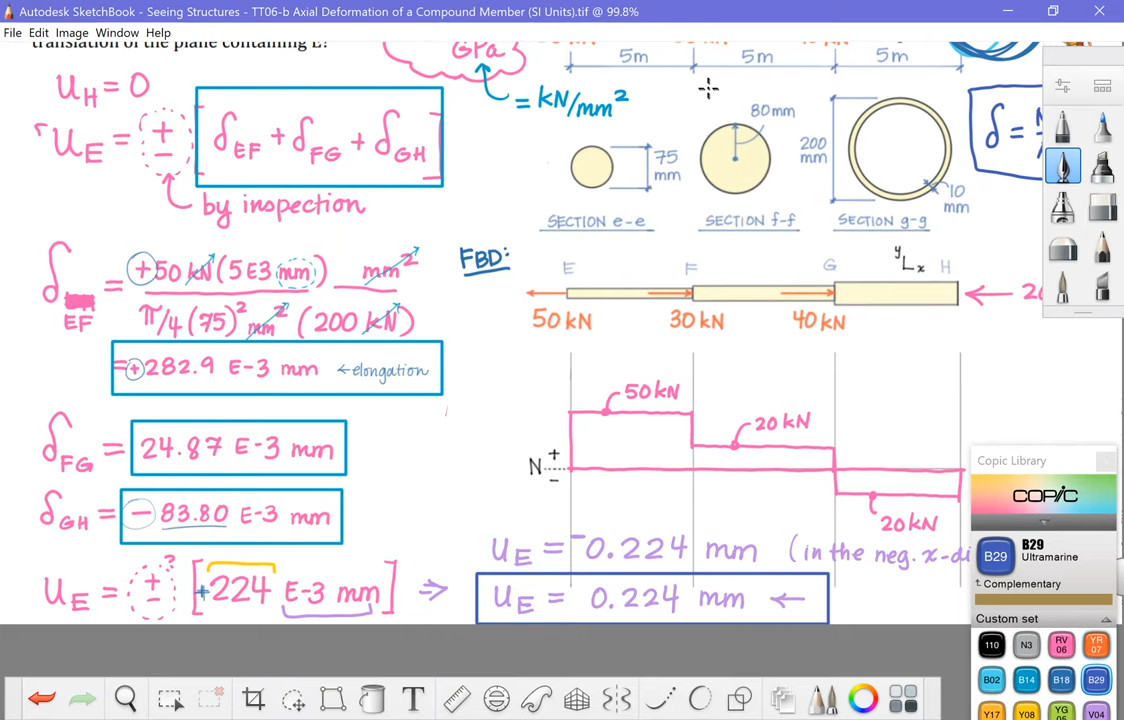 Autodesk SketchBook - Seeing Structures - TT06-b Axial Deformation of a Compound Member (SI Units).tif @ 99.8%
File Edit Image Window Help
translation of the plane containing E?
GPa
= kN/mm²
5m 5m 5m
u_H = 0
u_E = ± [δ_EF + δ_FG + δ_GH]
by inspection
75 mm
80mm
200 mm
10 mm
δ =
SECTION e-e SECTION f-f SECTION g-g
FBD:
E F G H
y x
50 kN 30 kN 40 kN
δ_EF = +50 kN (5E3 mm) mm²
π/4 (75)² mm² (200 kN)
= +282.9 E-3 mm ← elongation
δ_FG = 24.87 E-3 mm
δ_GH = - 83.80 E-3 mm
u_E = ± ? [+224 E-3 mm] ⇒
N + -
50 kN
20 kN
20 kN
u_E = -0.224 mm (in the neg. x-di
u_E = 0.224 mm ←
Copic Library
COPIC
B29
B29
Ultramarine
Complementary
Custom set
110 N3 RV 06 YR 07
B02 B14 B18 B29
Y17 Y08 YG V04
T